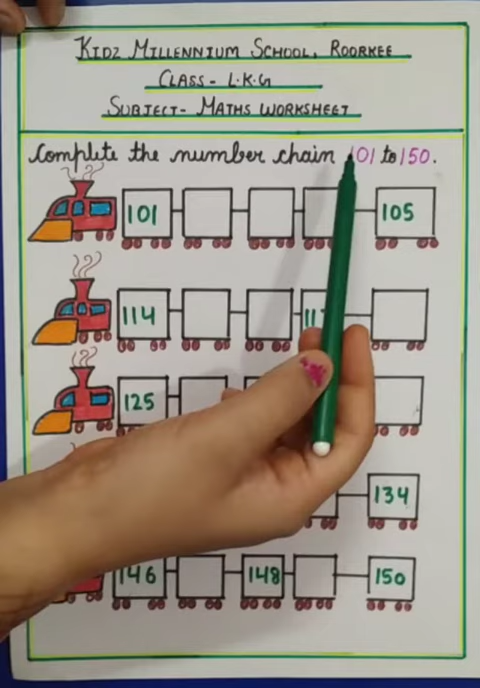 KIDZ MILLENNIUM SCHOOL, ROORKEE
CLASS- L.K.G
SUBJECT- MATHS WORKSHEET
Complete the number chain 101 to 150.
101 105
114
125
134
146 148 150